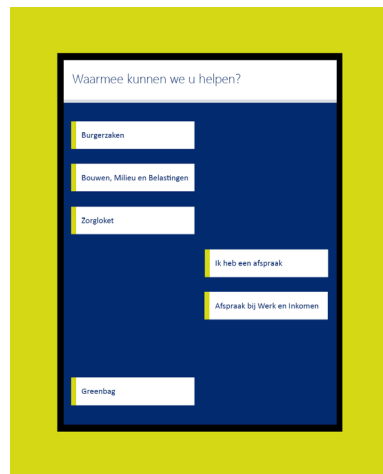 Waarmee kunnen we u helpen?
Burgerzaken
Bouwen, Milieu en Belastingen
Zorgloket
Ik heb een afspraak
Afspraak bij Werk en Inkomen
Greenbag